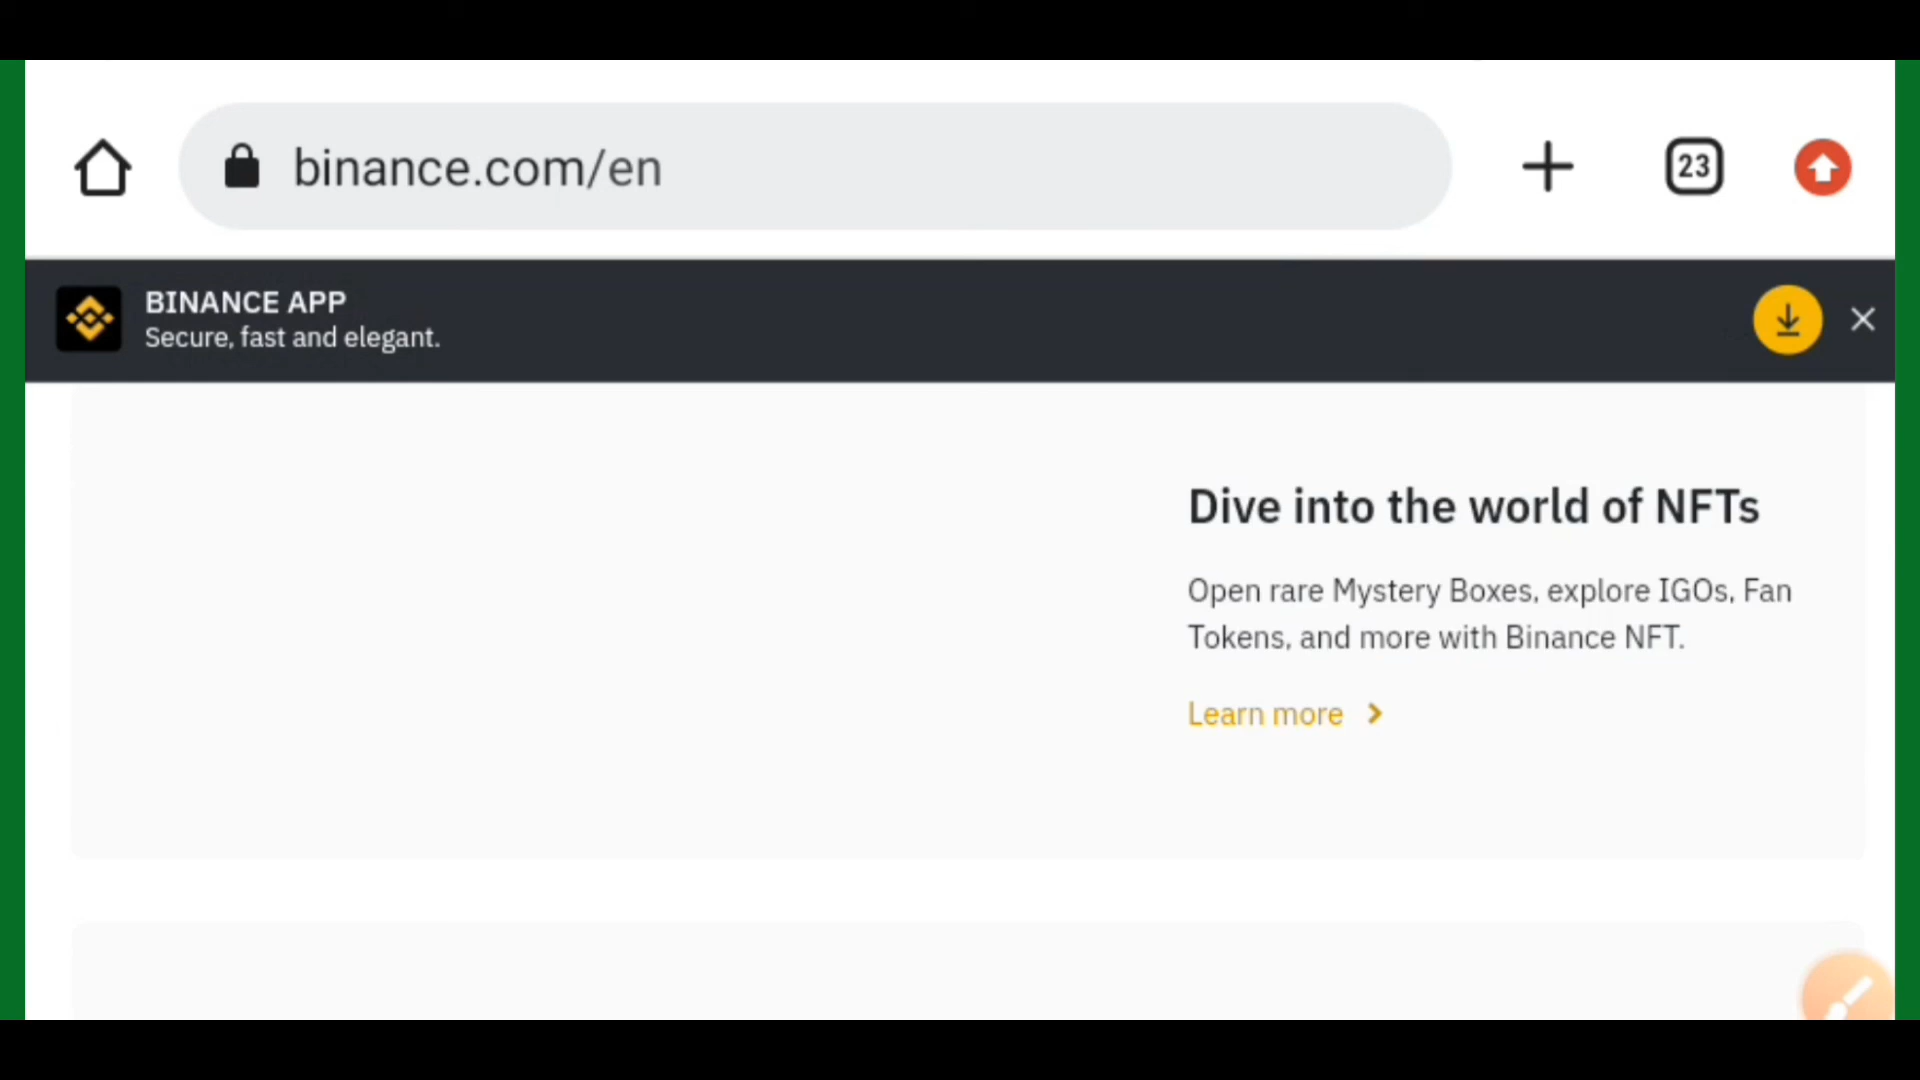 binance.com/en
23
BINANCE APP
Secure, fast and elegant.
Dive into the world of NFTs
Open rare Mystery Boxes, explore IGOs, Fan
Tokens, and more with Binance NFT.
Learn more